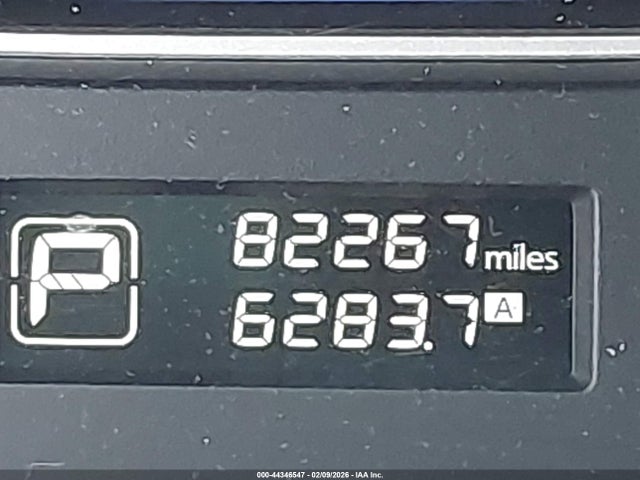 P
82267 miles
6283.7 A
000-44346547 - 02/09/2026 - IAA Inc.